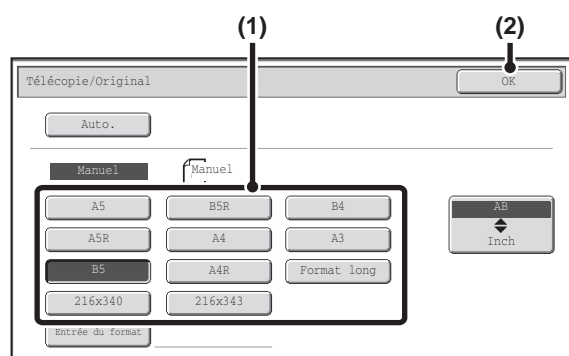 (1) (2)
Télécopie/Original OK
Auto.
Manuel Manuel
A5 B5R B4 AB
A5R A4 A3 Inch
B5 A4R Format long
216x340 216x343
Entrée du format